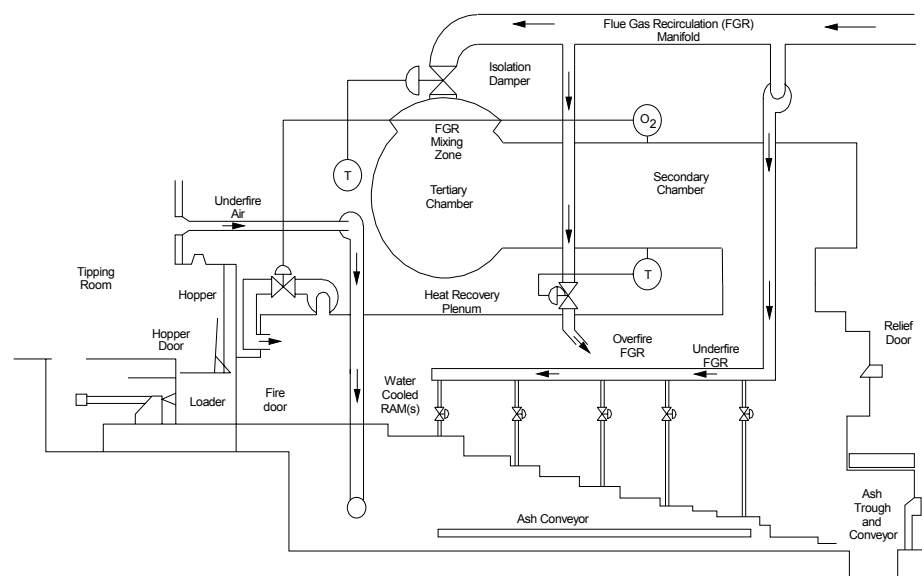 Flue Gas Recirculation (FGR)
Manifold
Isolation
Damper
O2
FGR
Mixing
Zone
T
Tertiary
Chamber
Secondary
Chamber
Underfire
Air
Tipping
Room
T
Hopper
Heat Recovery
Plenum
Hopper
Door
Overfire
FGR
Underfire
FGR
Relief
Door
Loader
Fire
door
Water
Cooled
RAM(s)
Ash Conveyor
Ash
Trough
and
Conveyor